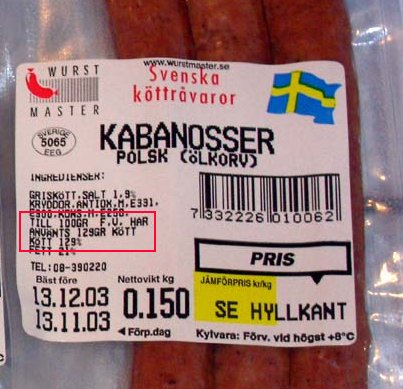 www.wurstmaster.se
WURST
MASTER
Svenska
köttråvaror
SVERIGE
5065
EEG
KABANOSSER
POLSK (ÖLKORV)
INGREDIENSER:
GRISKÖTT,SALT 1,9%
KRYDDOR.ANTIOX.M.E331.
E300.KONS.M.E250.
TILL 100GR F.V. HAR
ANVÄNTS 129GR KÖTT
KÖTT 129%
FETT 21%
7 332226 010062
PRIS
TEL:08-390220
Bäst före
Nettovikt kg
JÄMFÖRPRIS kr/kg
13.12.03
0.150
SE HYLLKANT
13.11.03
Förp.dag
Kylvara: Förv. vid högst +8°C